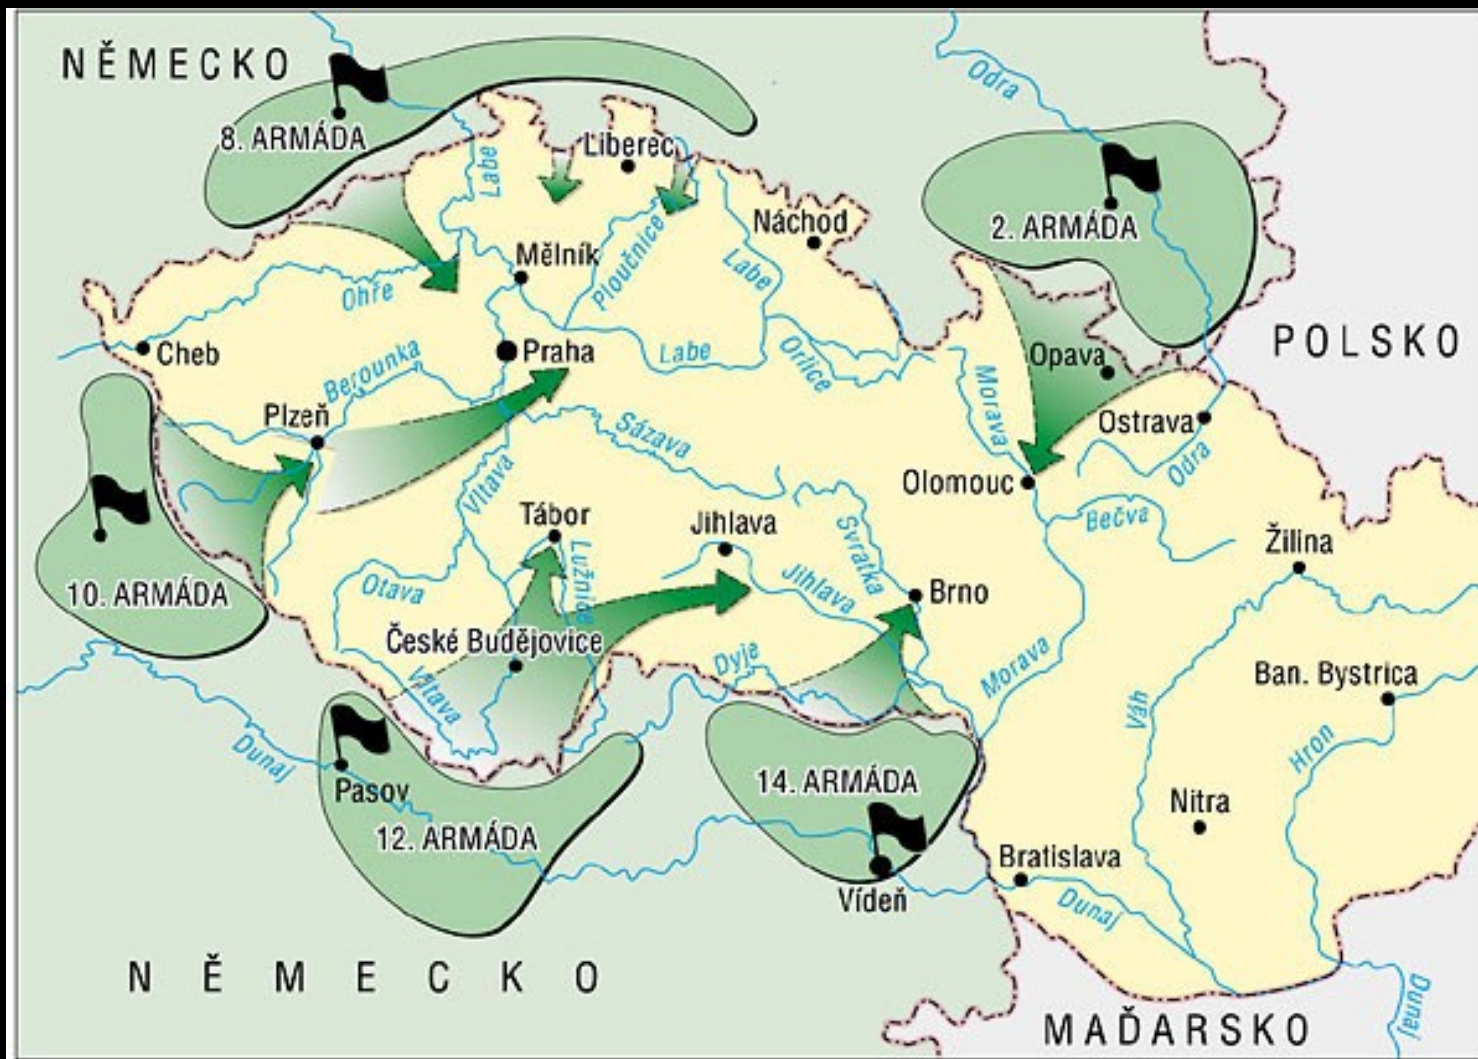 NĚMECKO
8. ARMÁDA
Labe
Liberec
Odra
2. ARMÁDA
Náchod
Mělník
Ploučnice
Labe
Ohře
Cheb
Praha
Labe
Orlice
Opava
POLSKO
Berounka
Plzeň
Morava
Ostrava
Sázava
Odra
Olomouc
Vltava
Tábor
Jihlava
Svratka
Bečva
Žilina
10. ARMÁDA
Otava
Lužnice
Jihlava
Brno
České Budějovice
Vltava
Dyje
Morava
Ban. Bystrica
Váh
Hron
Dunaj
Pasov
12. ARMÁDA
14. ARMÁDA
Nitra
Vídeň
Bratislava
Dunaj
NĚMECKO
MAĎARSKO
Dunaj